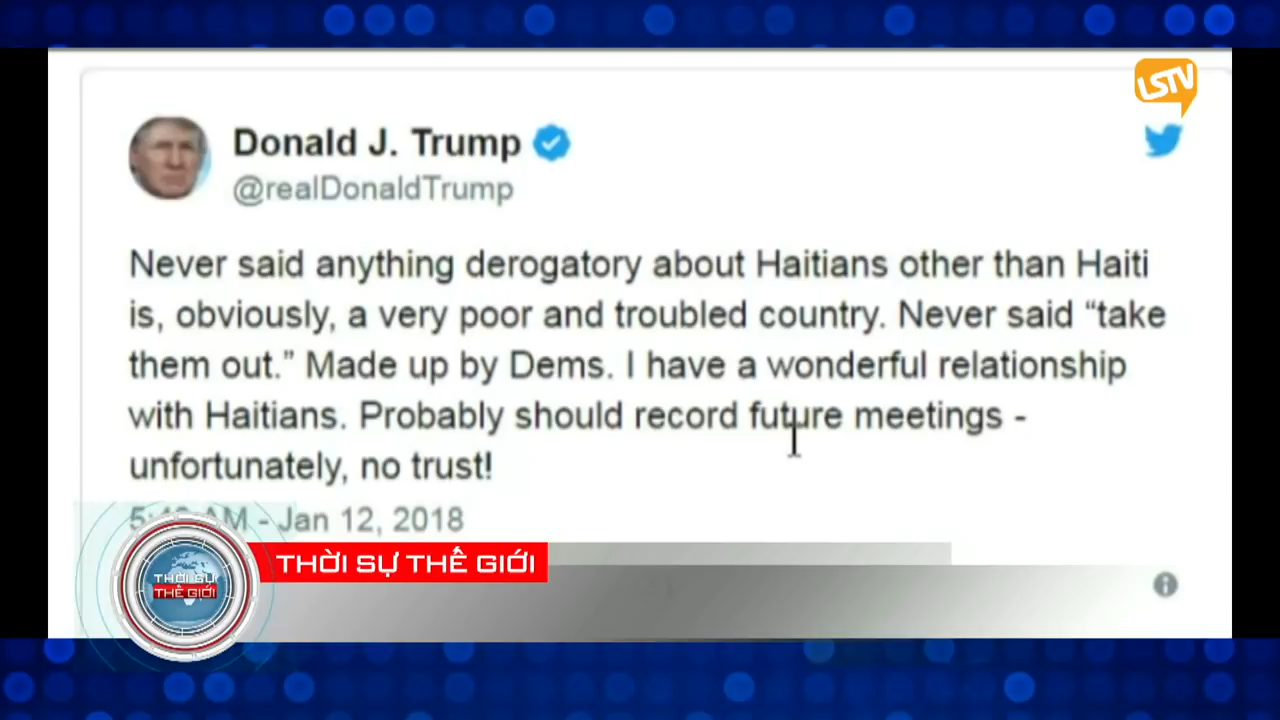 LSTV
Donald J. Trump
@realDonaldTrump
Never said anything derogatory about Haitians other than Haiti
is, obviously, a very poor and troubled country. Never said “take
them out.” Made up by Dems. I have a wonderful relationship
with Haitians. Probably should record future meetings -
unfortunately, no trust!
AM - Jan 12, 2018
THỜI SỰ THẾ GIỚI
THỜI SỰ
THẾ GIỚI